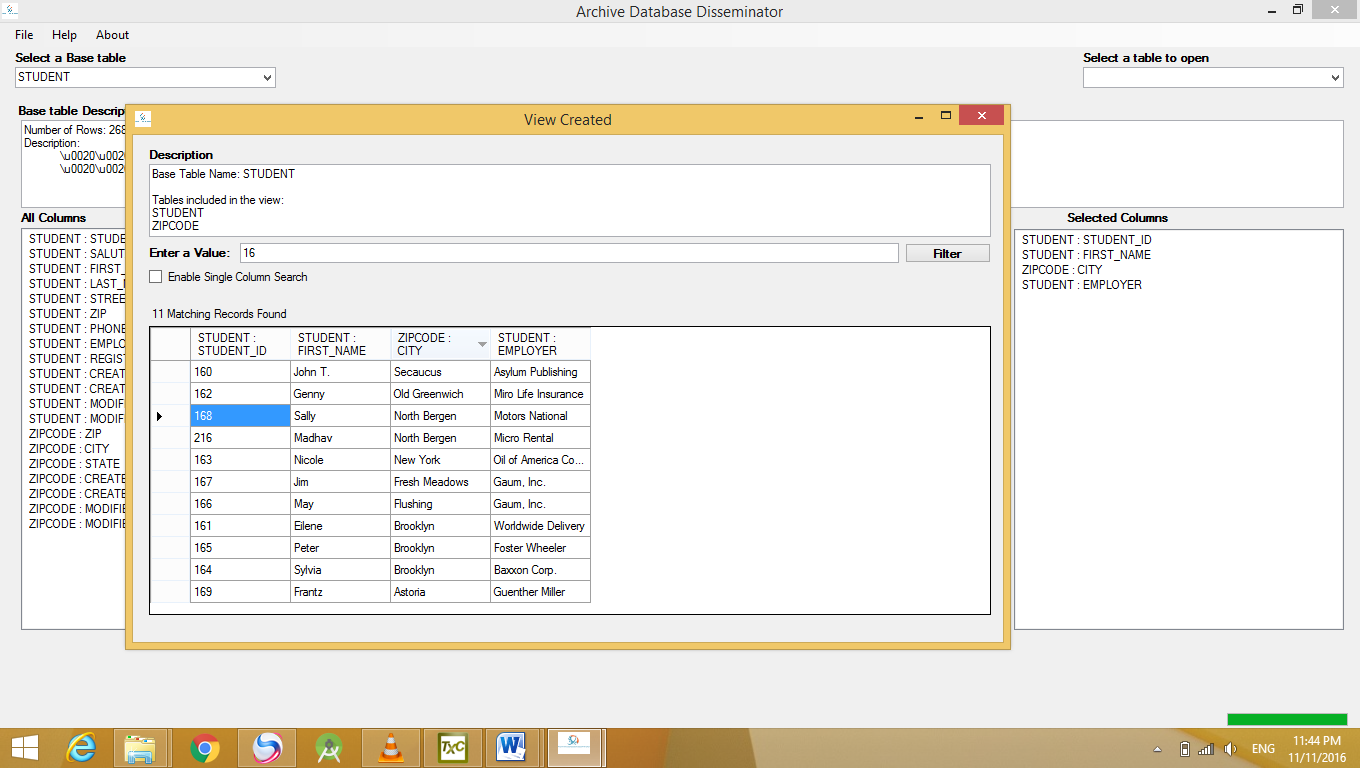 Archive Database Disseminator
File Help About
Select a Base table
Select a table to open
STUDENT
Base table Descrip
Number of Rows: 268
Description:
\u0020\u002
\u0020\u002
All Columns
STUDENT : STUDE
STUDENT : SALUT
STUDENT : FIRST_
STUDENT : LAST_
STUDENT : STREE
STUDENT : ZIP
STUDENT : PHONE
STUDENT : EMPLO
STUDENT : REGIST
STUDENT : CREAT
STUDENT : CREAT
STUDENT : MODIFI
STUDENT : MODIFI
ZIPCODE : ZIP
ZIPCODE : CITY
ZIPCODE : STATE
ZIPCODE : CREATE
ZIPCODE : CREATE
ZIPCODE : MODIFIE
ZIPCODE : MODIFIE
View Created
Description
Base Table Name: STUDENT
Tables included in the view:
STUDENT
ZIPCODE
Enter a Value: 16 Filter
Enable Single Column Search
11 Matching Records Found
STUDENT : STUDENT : ZIPCODE : STUDENT :
STUDENT_ID FIRST_NAME CITY EMPLOYER
160 John T. Secaucus Asylum Publishing
162 Genny Old Greenwich Miro Life Insurance
168 Sally North Bergen Motors National
216 Madhav North Bergen Micro Rental
163 Nicole New York Oil of America Co...
167 Jim Fresh Meadows Gaum, Inc.
166 May Flushing Gaum, Inc.
161 Eilene Brooklyn Worldwide Delivery
165 Peter Brooklyn Foster Wheeler
164 Sylvia Brooklyn Baxxon Corp.
169 Frantz Astoria Guenther Miller
Selected Columns
STUDENT : STUDENT_ID
STUDENT : FIRST_NAME
ZIPCODE : CITY
STUDENT : EMPLOYER
TXC
W
ENG
11:44 PM
11/11/2016